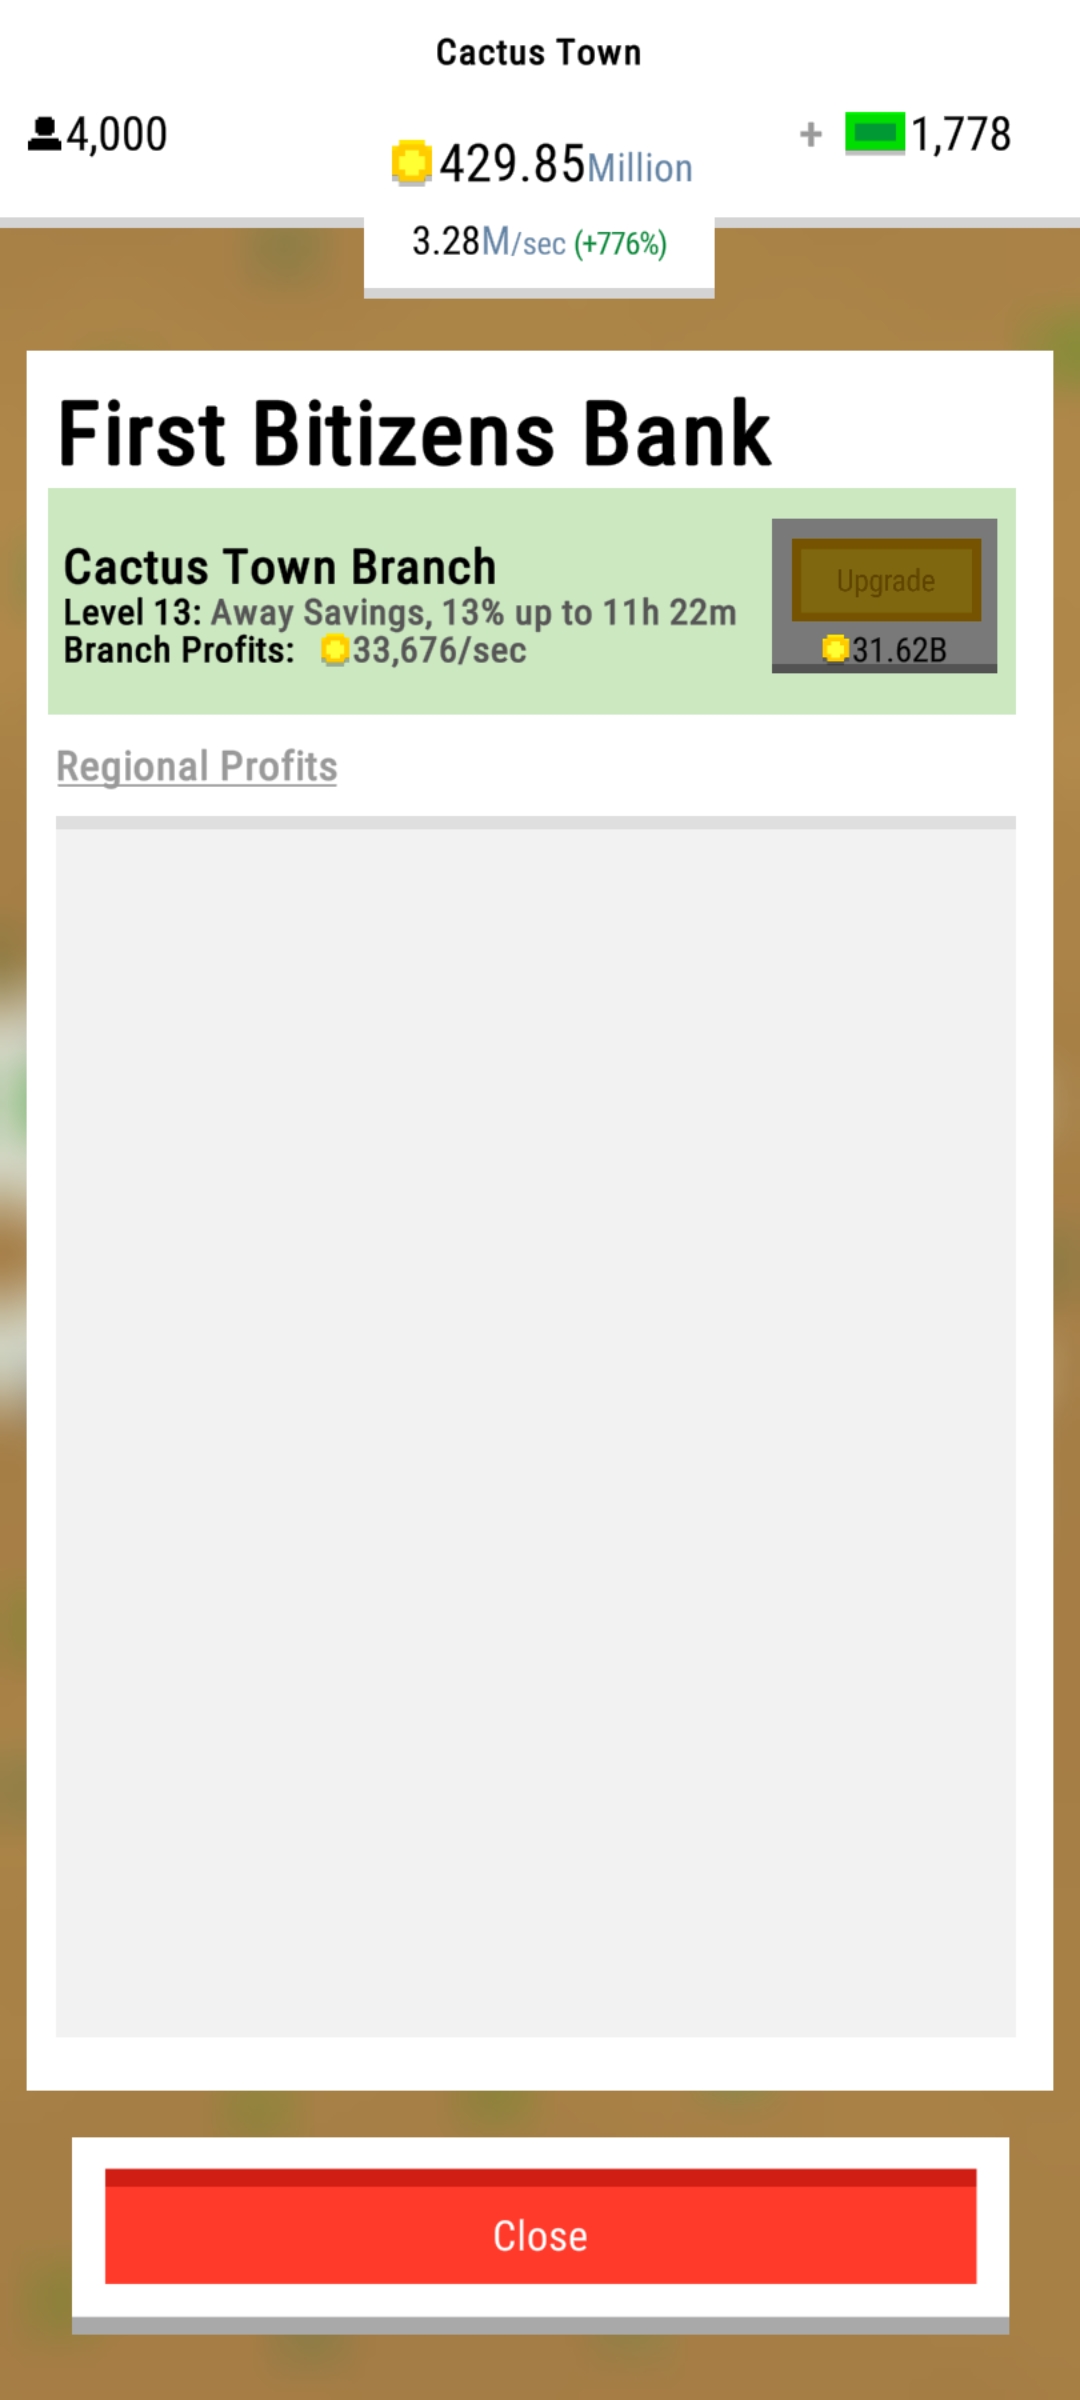 Cactus Town
4,000
429.85Million
+ 1,778
3.28M/sec (+776%)
First Bitizens Bank
Cactus Town Branch
Level 13: Away Savings, 13% up to 11h 22m
Branch Profits: 33,676/sec
Upgrade
31.62B
Regional Profits
Close